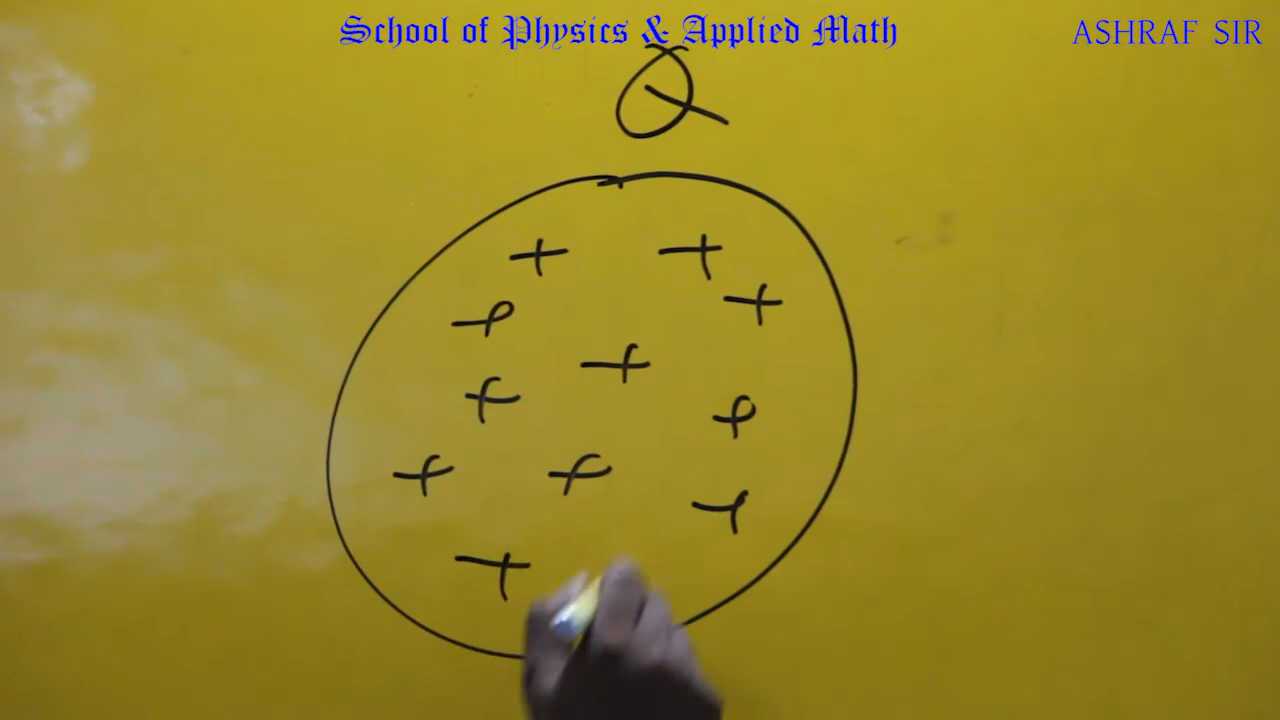 School of Physics & Applied Math
ASHRAF SIR
Q
+ +
+ +
+
+ +
+ +
+
+